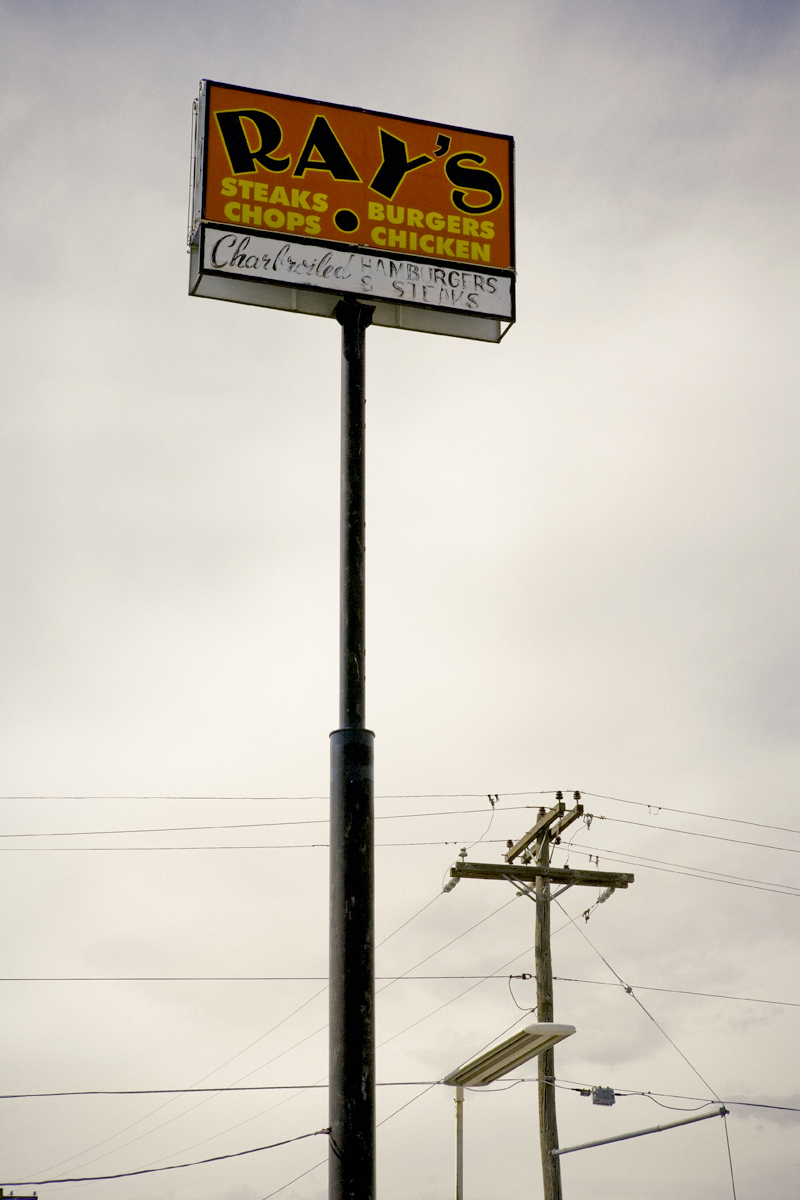 RAY'S
STEAKS BURGERS
CHOPS CHICKEN
Charbroiled HAMBURGERS
& STEAKS